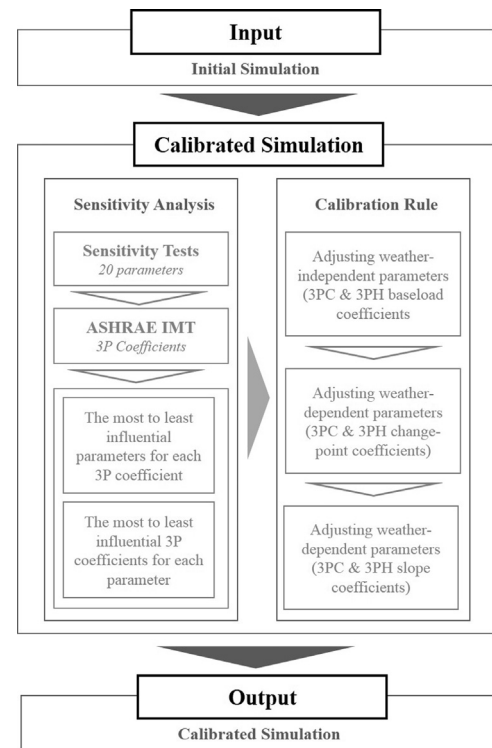 Input
Initial Simulation
Calibrated Simulation
Sensitivity Analysis
Sensitivity Tests
20 parameters
ASHRAE IMT
3P Coefficients
The most to least
influential
parameters for each
3P coefficient
The most to least
influential 3P
coefficients for each
parameter
Calibration Rule
Adjusting weather-
independent parameters
(3PC & 3PH baseload
coefficients
Adjusting weather-
dependent parameters
(3PC & 3PH change-
point coefficients)
Adjusting weather-
dependent parameters
(3PC & 3PH slope
coefficients)
Output
Calibrated Simulation